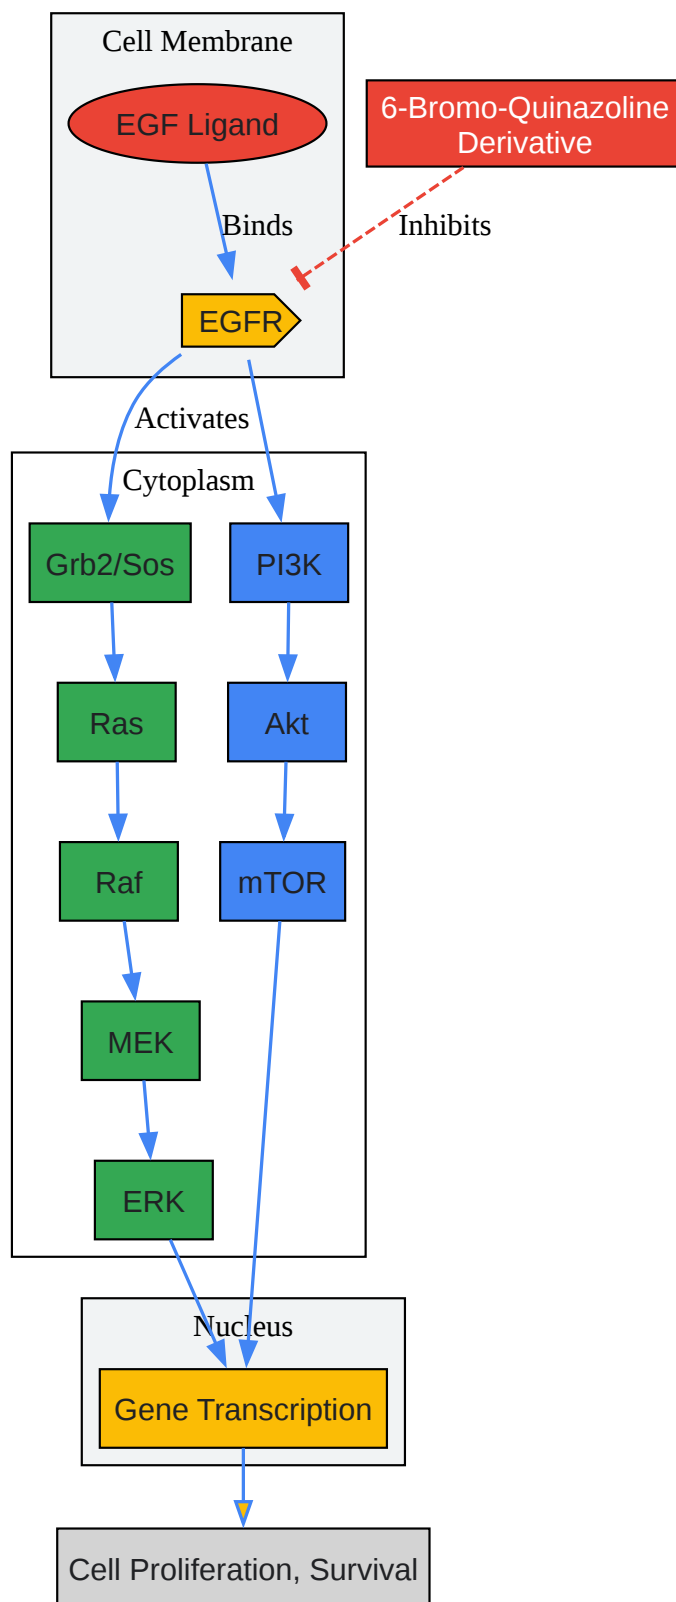 Cell Membrane
EGF Ligand
6-Bromo-Quinazoline
Derivative
Binds
Inhibits
EGFR
Activates
Cytoplasm
Grb2/Sos
PI3K
Ras
Akt
Raf
mTOR
MEK
ERK
Nucleus
Gene Transcription
Cell Proliferation, Survival